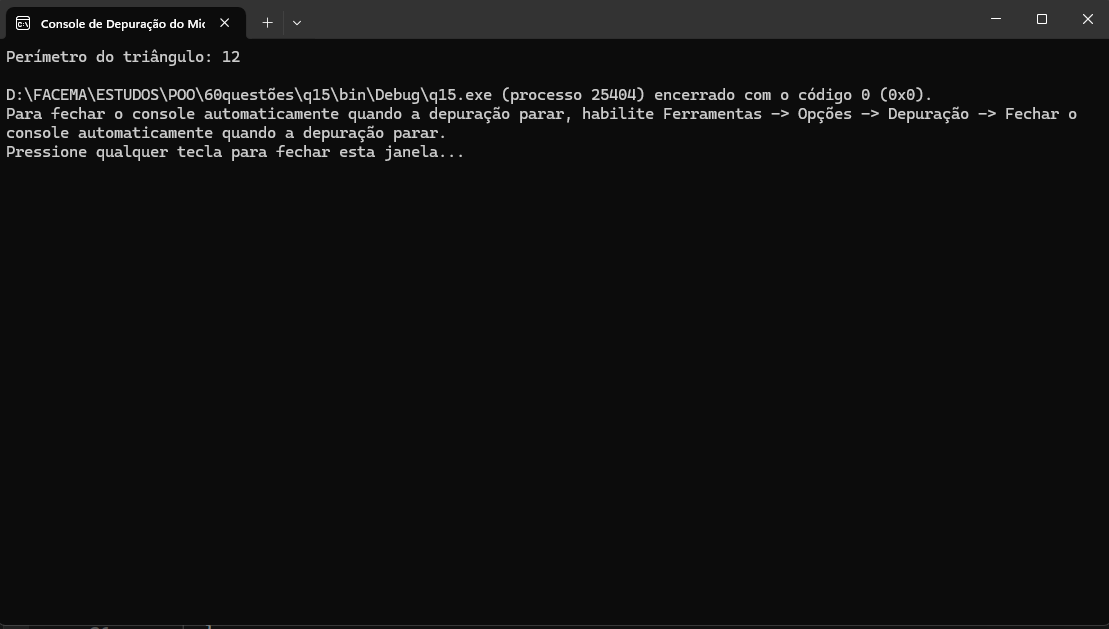 Console de Depuração do Mic
Perímetro do triângulo: 12
D:\FACEMA\ESTUDOS\POO\60questões\q15\bin\Debug\q15.exe (processo 25404) encerrado com o código 0 (0x0).
Para fechar o console automaticamente quando a depuração parar, habilite Ferramentas -> Opções -> Depuração -> Fechar o
console automaticamente quando a depuração parar.
Pressione qualquer tecla para fechar esta janela...